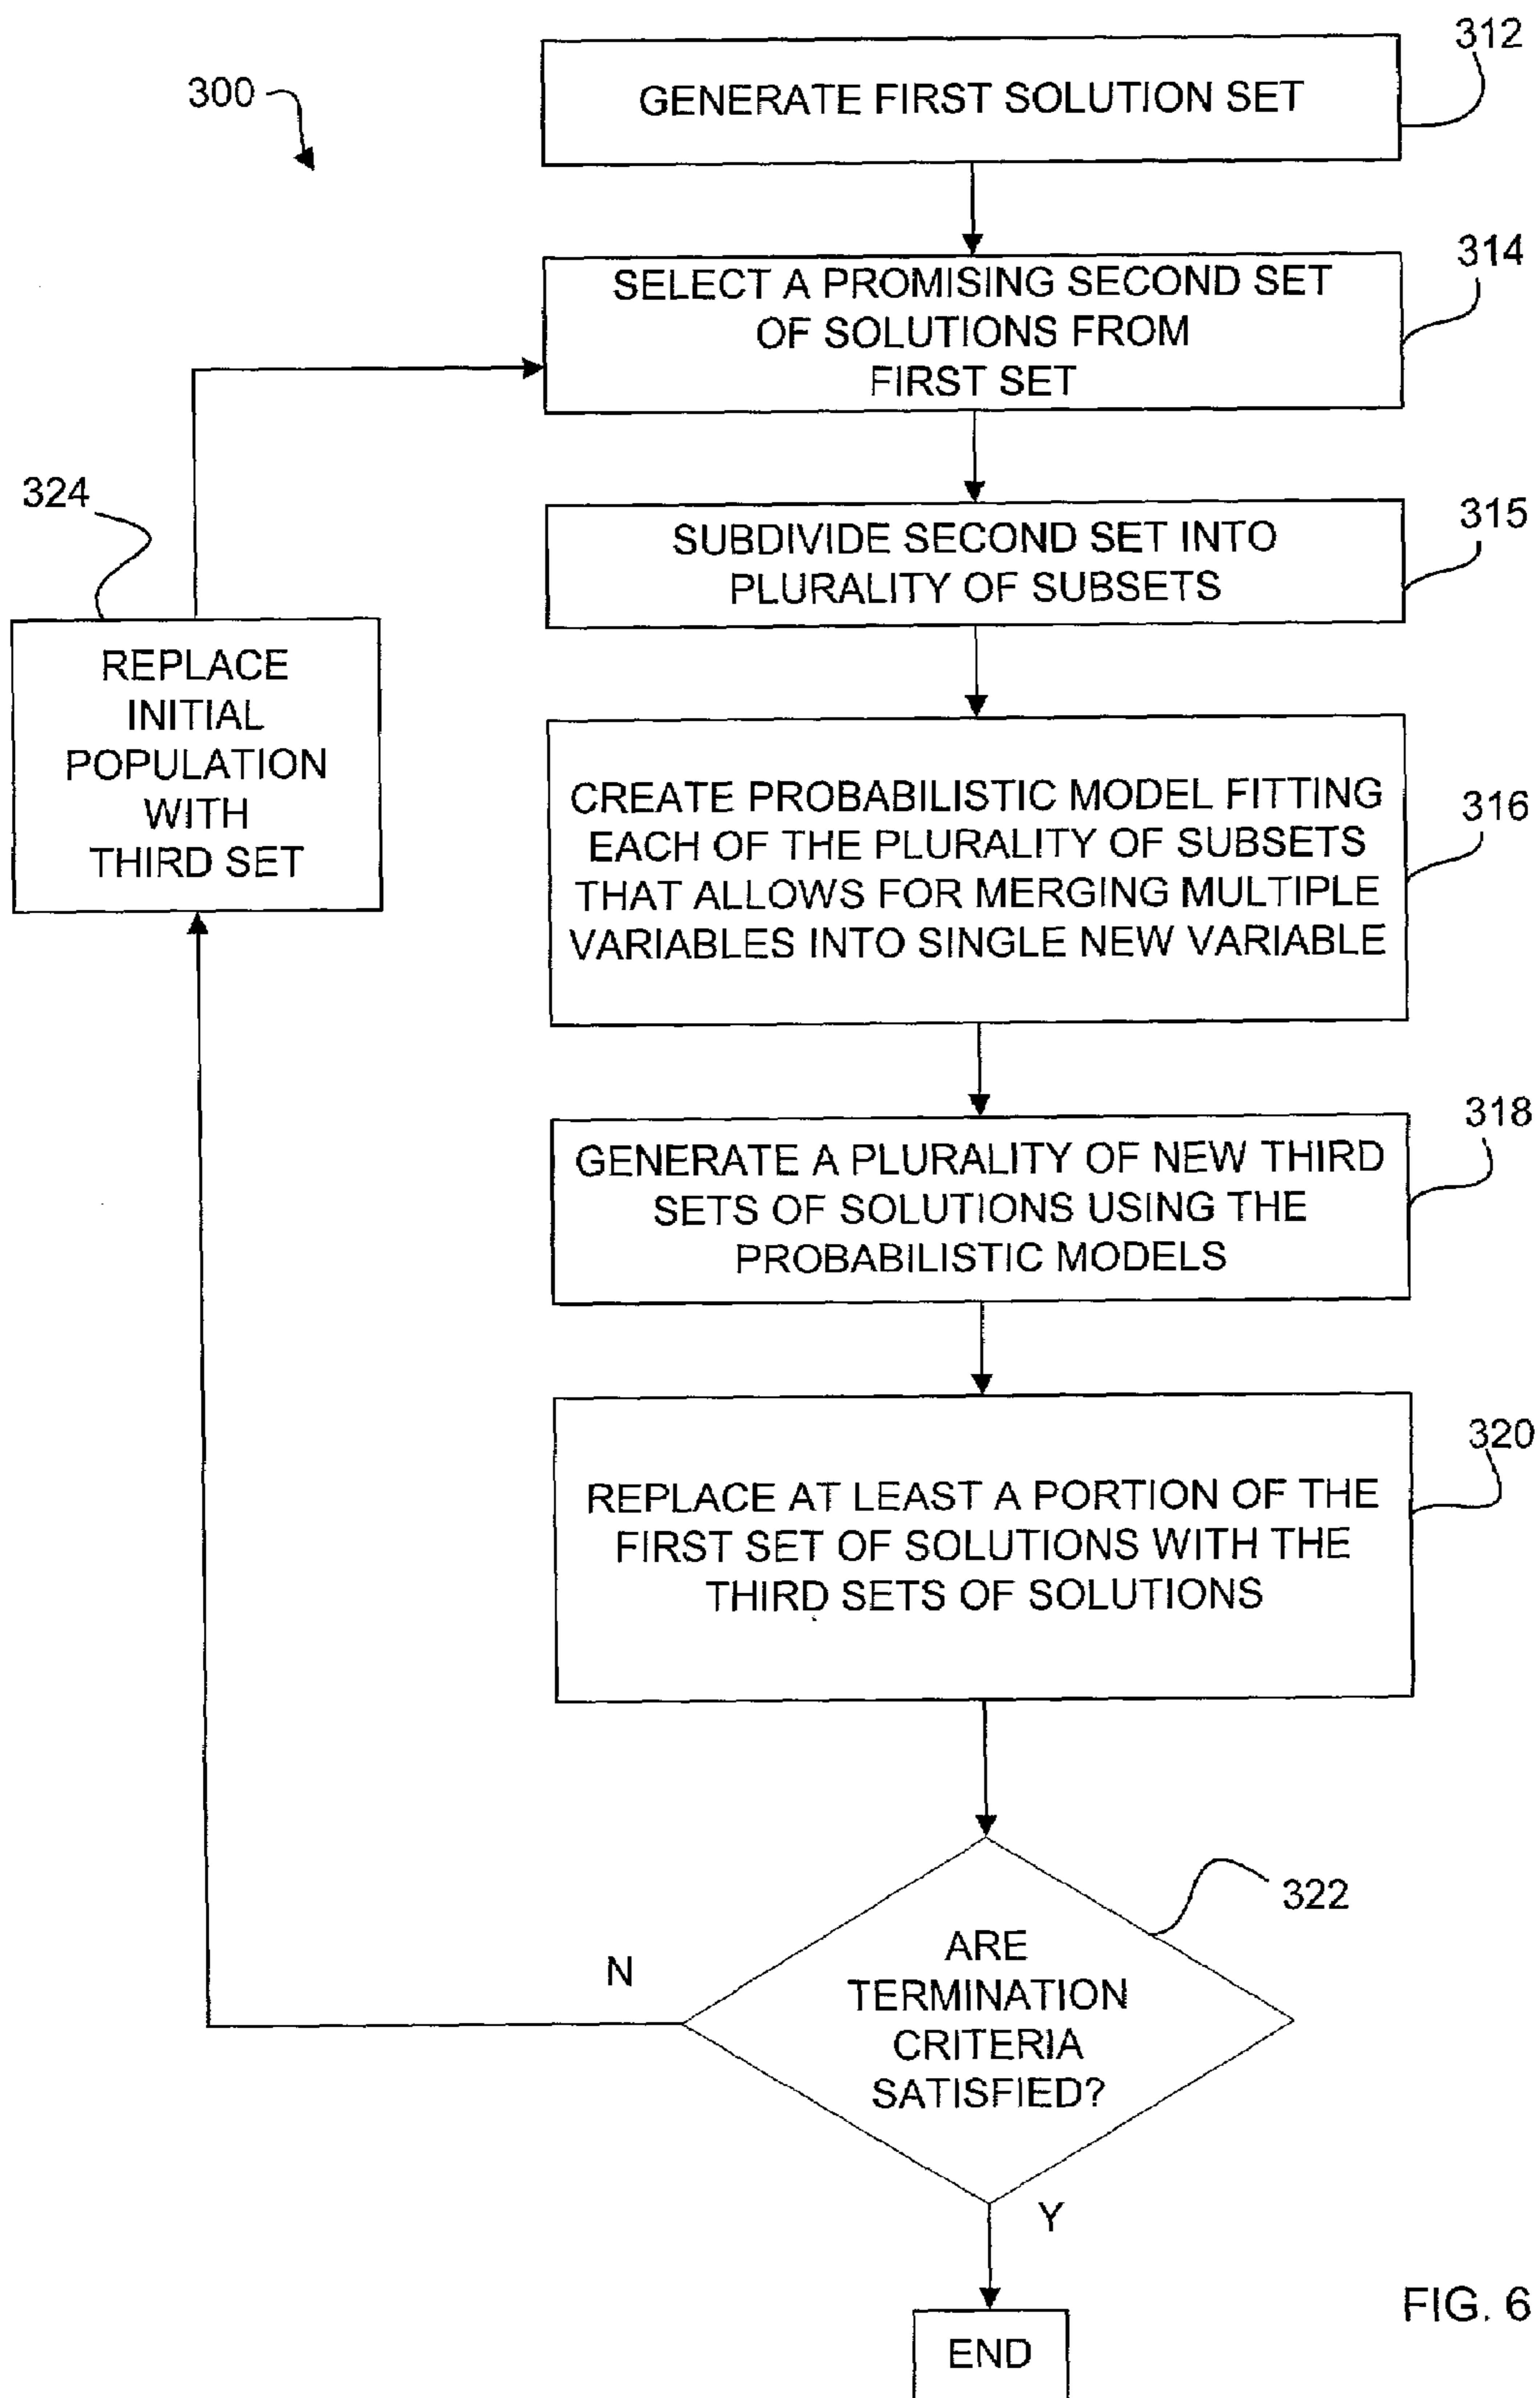 312
300
GENERATE FIRST SOLUTION SET
314
SELECT A PROMISING SECOND SET
OF SOLUTIONS FROM
FIRST SET
324
315
SUBDIVIDE SECOND SET INTO
PLURALITY OF SUBSETS
REPLACE
INITIAL
POPULATION
WITH
THIRD SET
316
CREATE PROBABILISTIC MODEL FITTING
EACH OF THE PLURALITY OF SUBSETS
THAT ALLOWS FOR MERGING MULTIPLE
VARIABLES INTO SINGLE NEW VARIABLE
318
GENERATE A PLURALITY OF NEW THIRD
SETS OF SOLUTIONS USING THE
PROBABILISTIC MODELS
320
REPLACE AT LEAST A PORTION OF THE
FIRST SET OF SOLUTIONS WITH THE
THIRD SETS OF SOLUTIONS
322
N
ARE
TERMINATION
CRITERIA
SATISFIED?
Y
FIG. 6
END